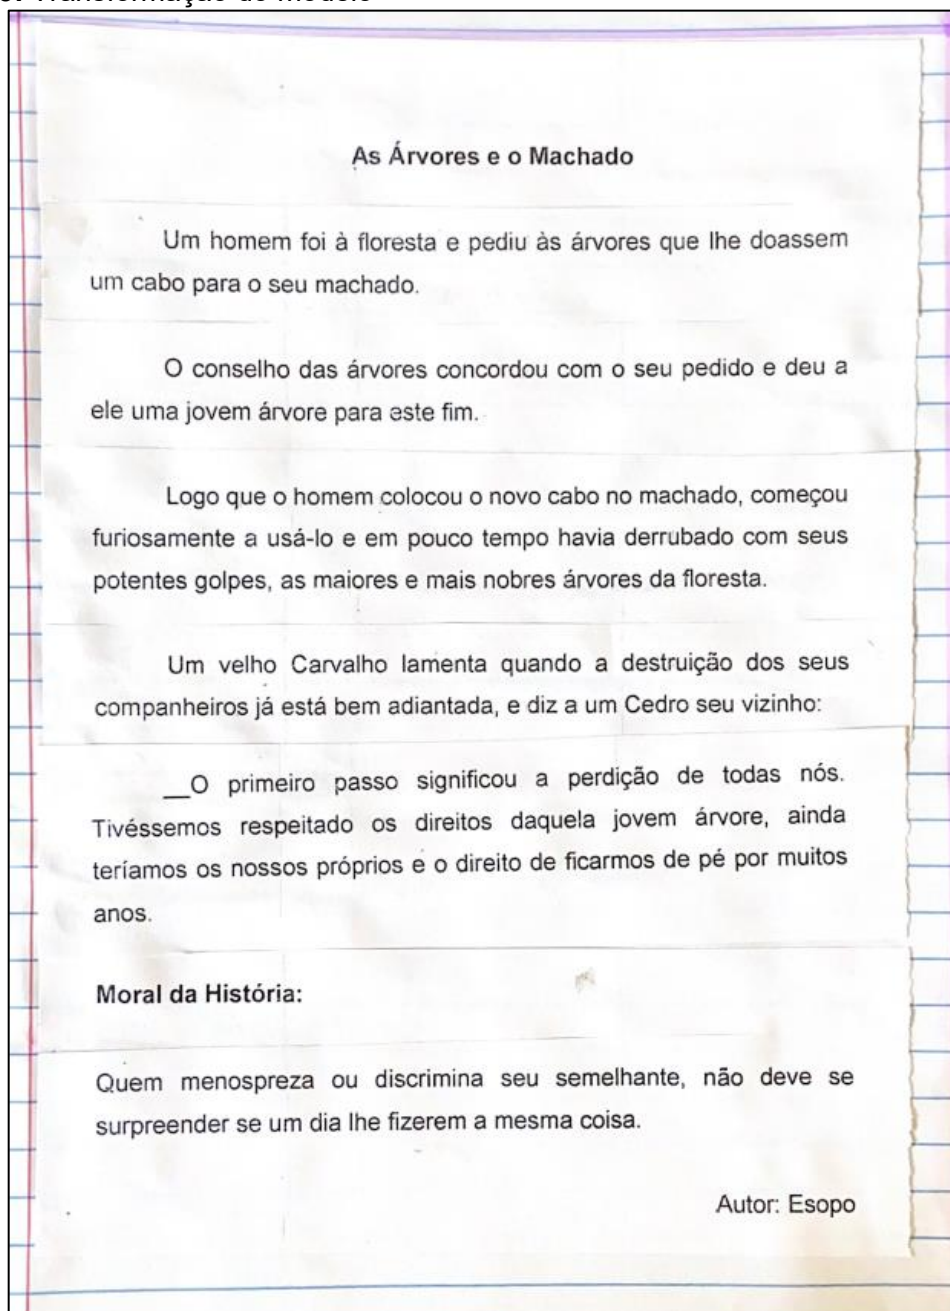 As Árvores e o Machado
Um homem foi à floresta e pediu às árvores que lhe doassem
um cabo para o seu machado.
O conselho das árvores concordou com o seu pedido e deu a
ele uma jovem árvore para este fim.
Logo que o homem colocou o novo cabo no machado, começou
furiosamente a usá-lo e em pouco tempo havia derrubado com seus
potentes golpes, as maiores e mais nobres árvores da floresta.
Um velho Carvalho lamenta quando a destruição dos seus
companheiros já está bem adiantada, e diz a um Cedro seu vizinho:
__O primeiro passo significou a perdição de todas nós.
Tivéssemos respeitado os direitos daquela jovem árvore, ainda
teríamos os nossos próprios e o direito de ficarmos de pé por muitos
anos.
Moral da História:
Quem menospreza ou discrimina seu semelhante, não deve se
surpreender se um dia lhe fizerem a mesma coisa.
Autor: Esopo